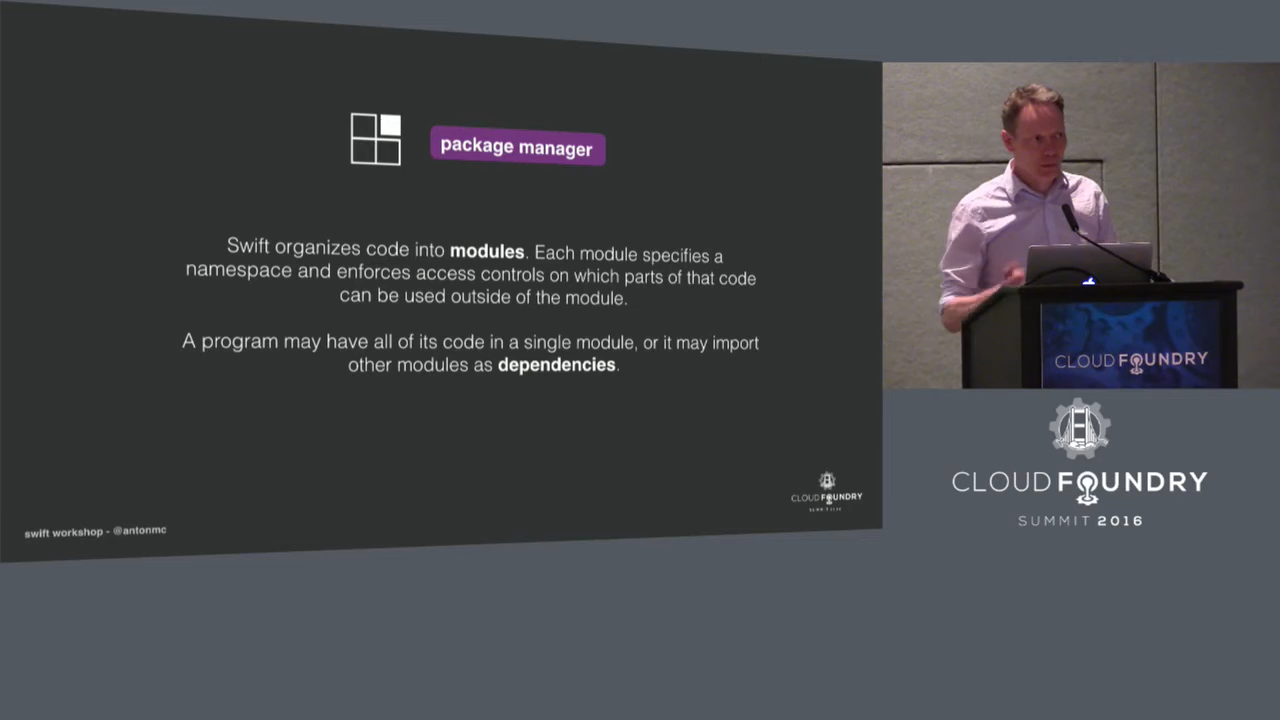 package manager
Swift organizes code into modules. Each module specifies a
namespace and enforces access controls on which parts of that code
can be used outside of the module.
A program may have all of its code in a single module, or it may import
other modules as dependencies.
swift workshop - @antonmc
CLOUD FOUNDRY
SUMMIT 2016
CLOUD FOUNDRY
CLOUD FOUNDRY
SUMMIT 2016